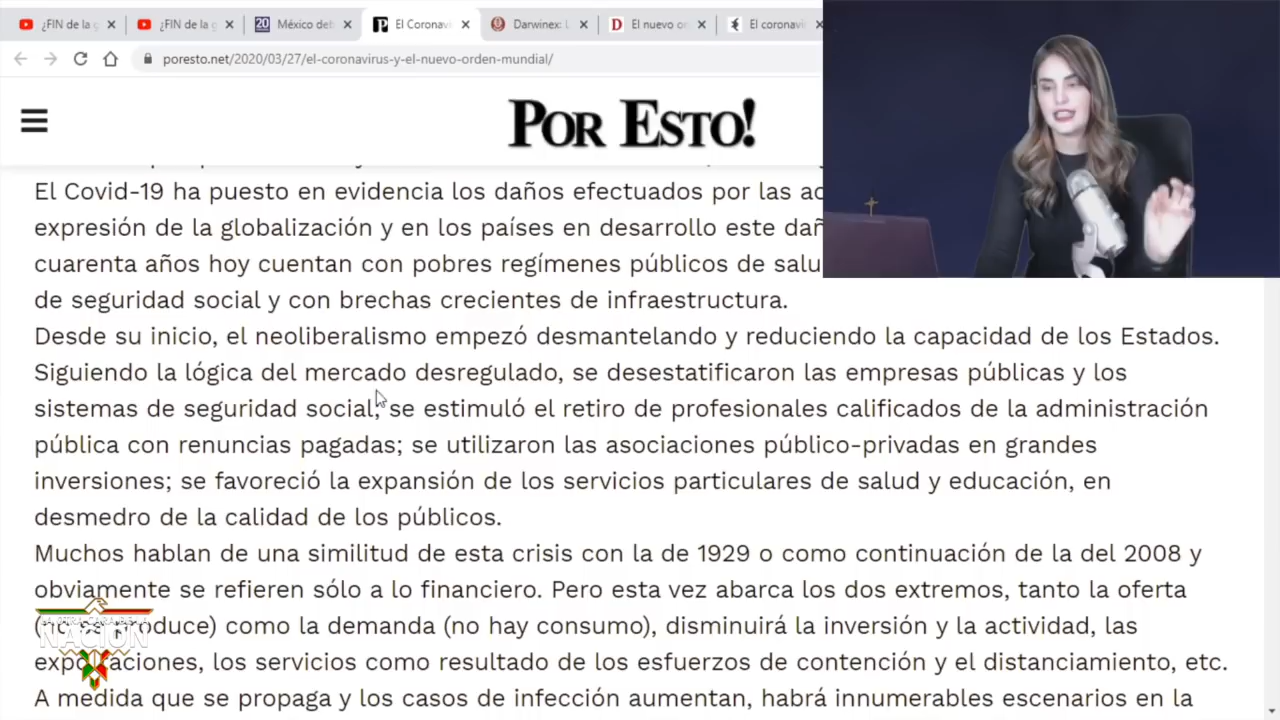 ¿FIN de la g
¿FIN de la g
20 México deb
P El Corona
Darwinex: L
D El nuevo or
El coronavi
poresto.net/2020/03/27/el-coronavirus-y-el-nuevo-orden-mundial/
POR ESTO!
El Covid-19 ha puesto en evidencia los daños efectuados por las ac
expresión de la globalización y en los países en desarrollo este dañ
cuarenta años hoy cuentan con pobres regímenes públicos de salu
de seguridad social y con brechas crecientes de infraestructura.
Desde su inicio, el neoliberalismo empezó desmantelando y reduciendo la capacidad de los Estados.
Siguiendo la lógica del mercado desregulado, se desestatificaron las empresas públicas y los
sistemas de seguridad social; se estimuló el retiro de profesionales calificados de la administración
pública con renuncias pagadas; se utilizaron las asociaciones público-privadas en grandes
inversiones; se favoreció la expansión de los servicios particulares de salud y educación, en
desmedro de la calidad de los públicos.
Muchos hablan de una similitud de esta crisis con la de 1929 o como continuación de la del 2008 y
obviamente se refieren sólo a lo financiero. Pero esta vez abarca los dos extremos, tanto la oferta
como la demanda (no hay consumo), disminuirá la inversión y la actividad, las
los servicios como resultado de los esfuerzos de contención y el distanciamiento, etc.
A medida que se propaga y los casos de infección aumentan, habrá innumerables escenarios en la
LA OTRA CARA DE LA
NACIÓN